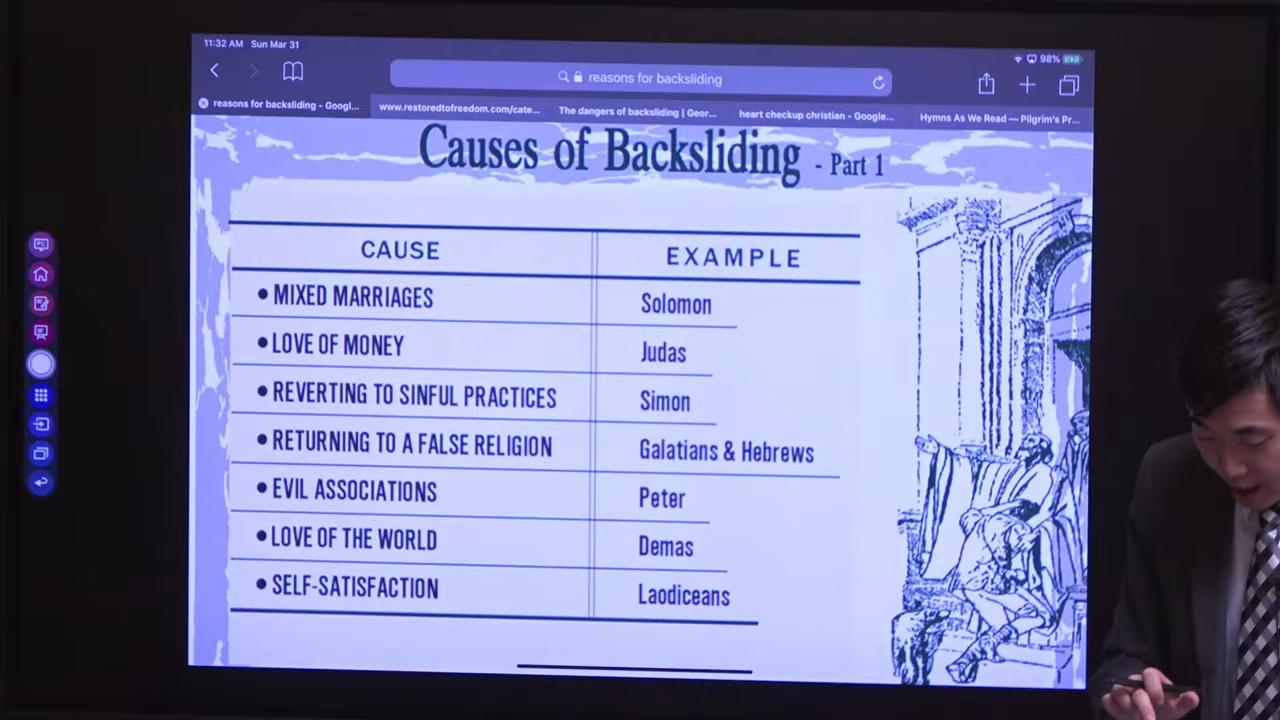 11:32 AM Sun Mar 31
98%
reasons for backsliding
reasons for backsliding - Googl...
www.restoredtofreedom.com/cate...
The dangers of backsliding | Geor...
heart checkup christian - Google...
Hymns As We Read — Pilgrim's Pr...
Causes of Backsliding - Part 1
CAUSE EXAMPLE
• MIXED MARRIAGES Solomon
• LOVE OF MONEY Judas
• REVERTING TO SINFUL PRACTICES Simon
• RETURNING TO A FALSE RELIGION Galatians & Hebrews
• EVIL ASSOCIATIONS Peter
• LOVE OF THE WORLD Demas
• SELF-SATISFACTION Laodiceans